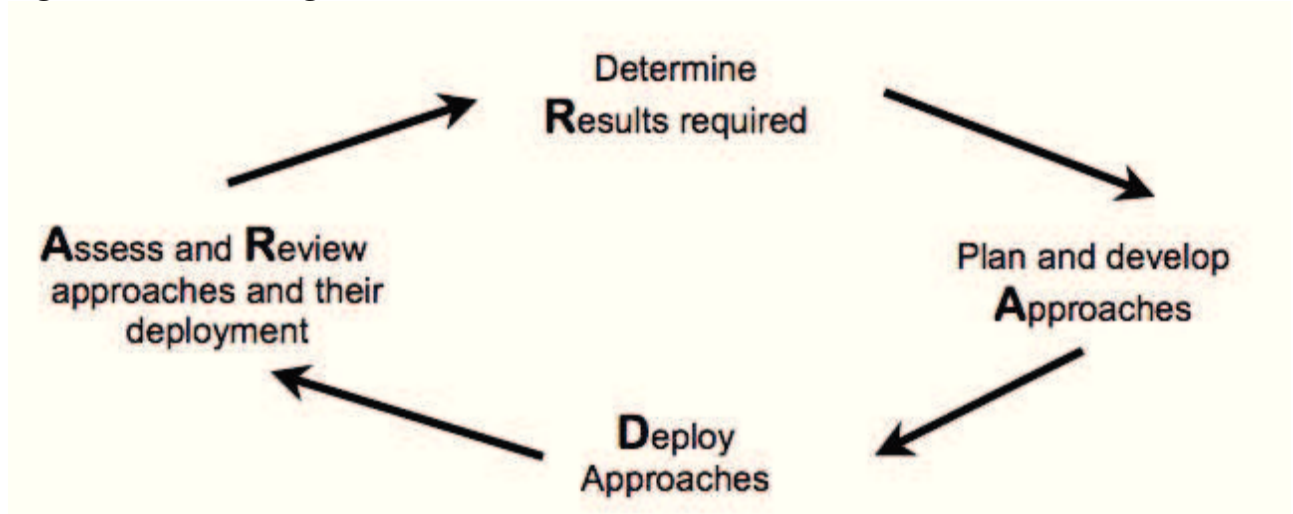 Determine
Results required
Assess and Review
approaches and their
deployment
Plan and develop
Approaches
Deploy
Approaches